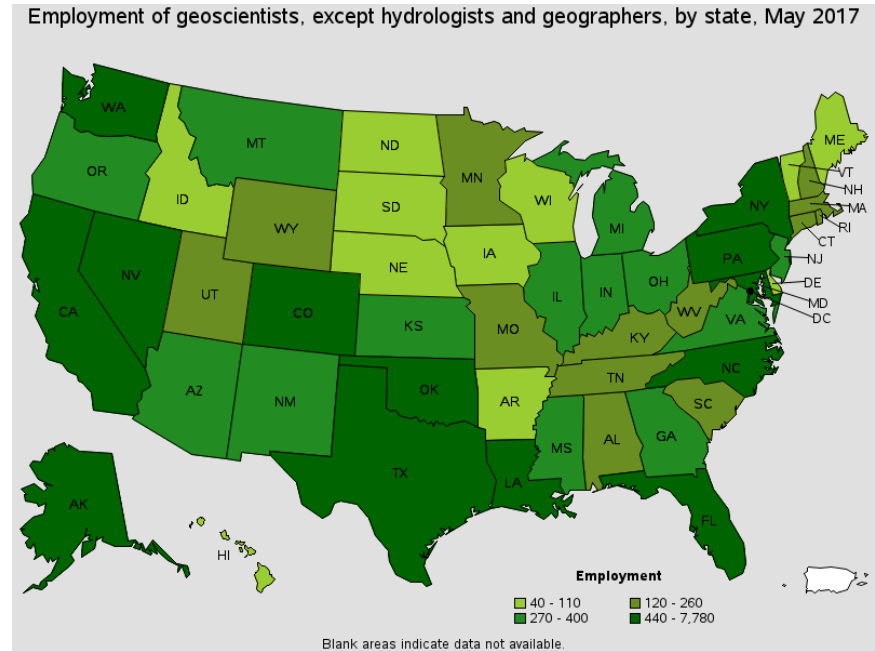 Employment of geoscientists, except hydrologists and geographers, by state, May 2017
WA
MT
ND
MN
ME
VT
NH
MA
RI
CT
OR
ID
SD
WI
NY
MI
WY
NE
IA
PA
NJ
DE
MD
DC
NV
UT
CO
IL
IN
OH
CA
KS
MO
WV
VA
KY
AZ
NM
OK
AR
TN
NC
SC
MS
AL
GA
TX
LA
FL
AK
HI
Employment
40 - 110 120 - 260
270 - 400 440 - 7,780
Blank areas indicate data not available.